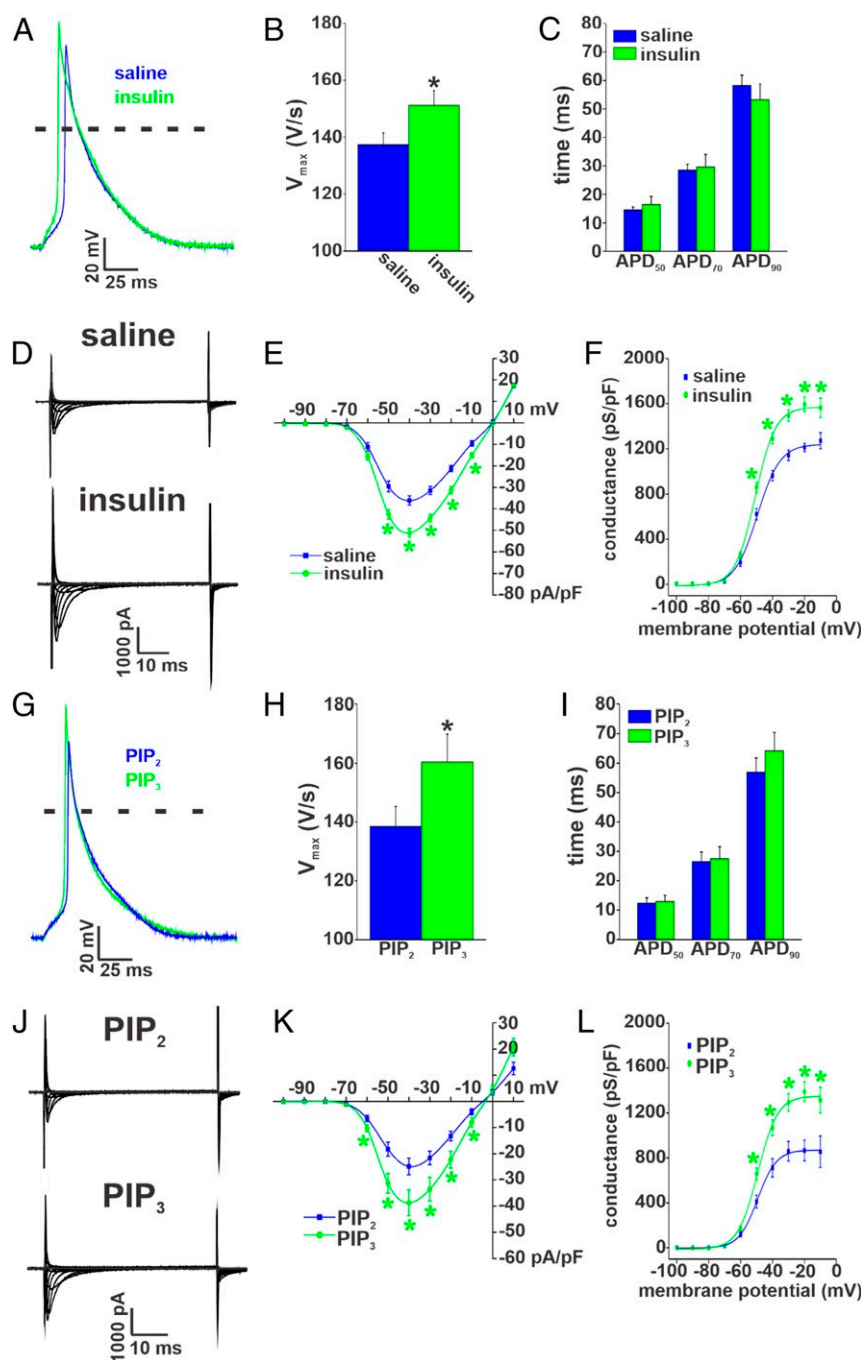 A
saline
insulin
20 mV
25 ms
B
Vmax (V/s)
180
160
140
120
100
saline
insulin
*
C
time (ms)
80
70
60
50
40
30
20
10
0
saline
insulin
APD50 APD70 APD90
D
saline
insulin
1000 pA
10 ms
E
30
20
10
-90 -70 -50 -30 -10 10 mV
-10
-20
-30
-40
-50
-60
-70
-80 pA/pF
* * * * *
saline
insulin
F
conductance (pS/pF)
2000
1600
1200
800
400
0
saline
insulin
* * * * * *
-100 -80 -60 -40 -20 0
membrane potential (mV)
G
PIP2
PIP3
20 mV
25 ms
H
Vmax (V/s)
180
160
140
120
100
*
PIP2 PIP3
I
time (ms)
80
70
60
50
40
30
20
10
0
PIP2
PIP3
APD50 APD70 APD90
J
PIP2
PIP3
1000 pA
10 ms
K
30
20
10
-90 -70 -50 -30 -10 10 mV
-10
-20
-30
-40
-50
-60 pA/pF
* * * * * *
PIP2
PIP3
L
conductance (pS/pF)
2000
1600
1200
800
400
0
PIP2
PIP3
* * * * *
-100 -80 -60 -40 -20 0
membrane potential (mV)